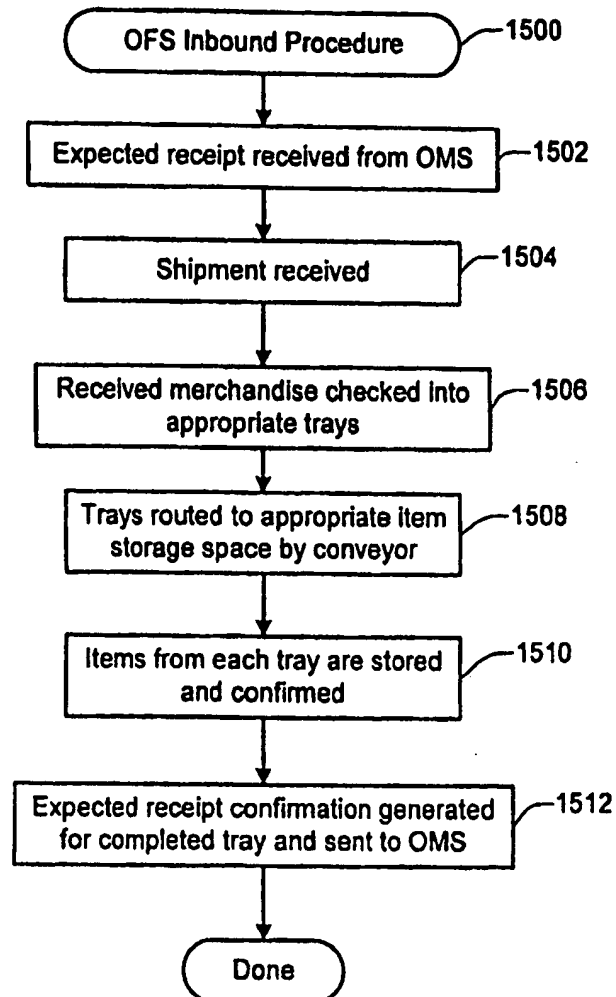 OFS Inbound Procedure
1500
Expected receipt received from OMS
1502
Shipment received
1504
Received merchandise checked into
appropriate trays
1506
Trays routed to appropriate item
storage space by conveyor
1508
Items from each tray are stored
and confirmed
1510
Expected receipt confirmation generated
for completed tray and sent to OMS
1512
Done